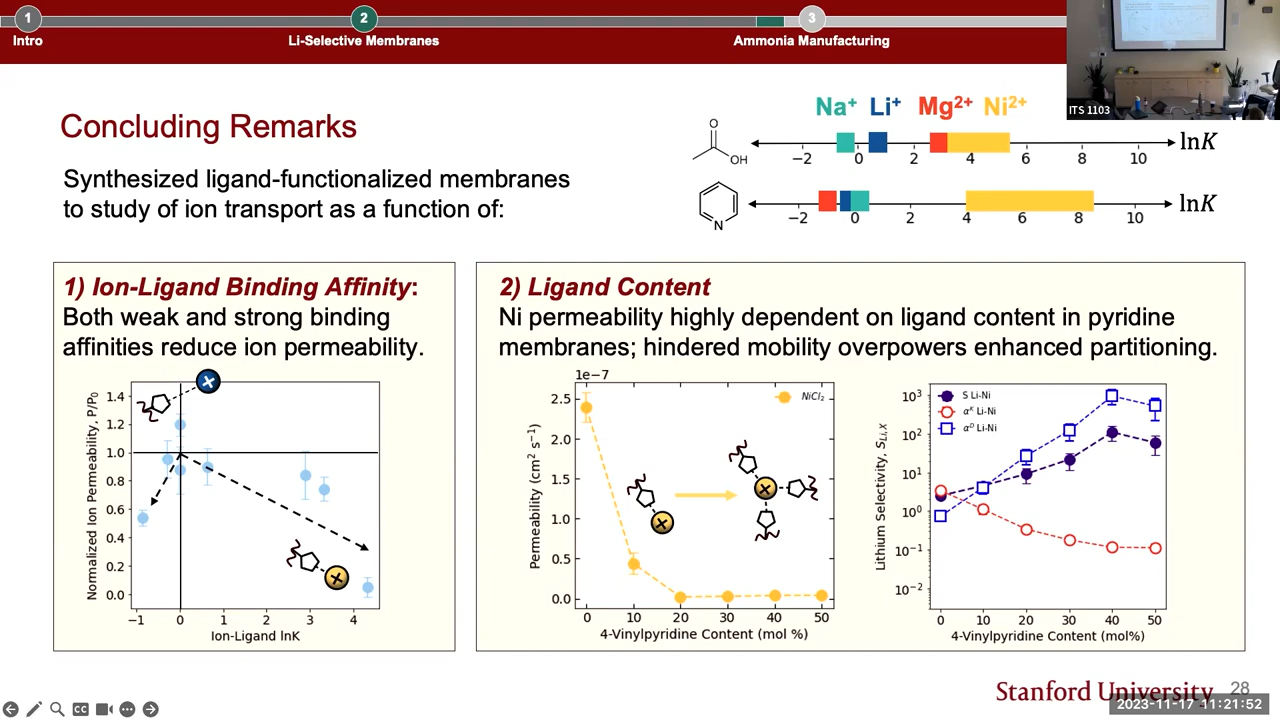 1
2
3
Intro
Li-Selective Membranes
Ammonia Manufacturing
ITS 1103
Concluding Remarks
Synthesized ligand-functionalized membranes
to study of ion transport as a function of:
Na⁺ Li⁺ Mg²⁺ Ni²⁺
O
OH
−2 0 2 4 6 8 10
lnK
N
−2 0 2 4 6 8 10
lnK
1) Ion-Ligand Binding Affinity:
Both weak and strong binding
affinities reduce ion permeability.
Normalized Ion Permeability, P/P₀
1.4
1.2
1.0
0.8
0.6
0.4
0.2
0.0
−1 0 1 2 3 4
Ion-Ligand lnK
2) Ligand Content
Ni permeability highly dependent on ligand content in pyridine
membranes; hindered mobility overpowers enhanced partitioning.
1e−7
Permeability (cm² s⁻¹)
2.5
2.0
1.5
1.0
0.5
0.0
NiCl₂
0 10 20 30 40 50
4-Vinylpyridine Content (mol %)
Lithium Selectivity, S_Li,X
10³
10²
10¹
10⁰
10⁻¹
10⁻²
S Li-Ni
αᴷ Li-Ni
αᴰ Li-Ni
0 10 20 30 40 50
4-Vinylpyridine Content (mol%)
Stanford University
28
CC
2023-11-17 11:21:52